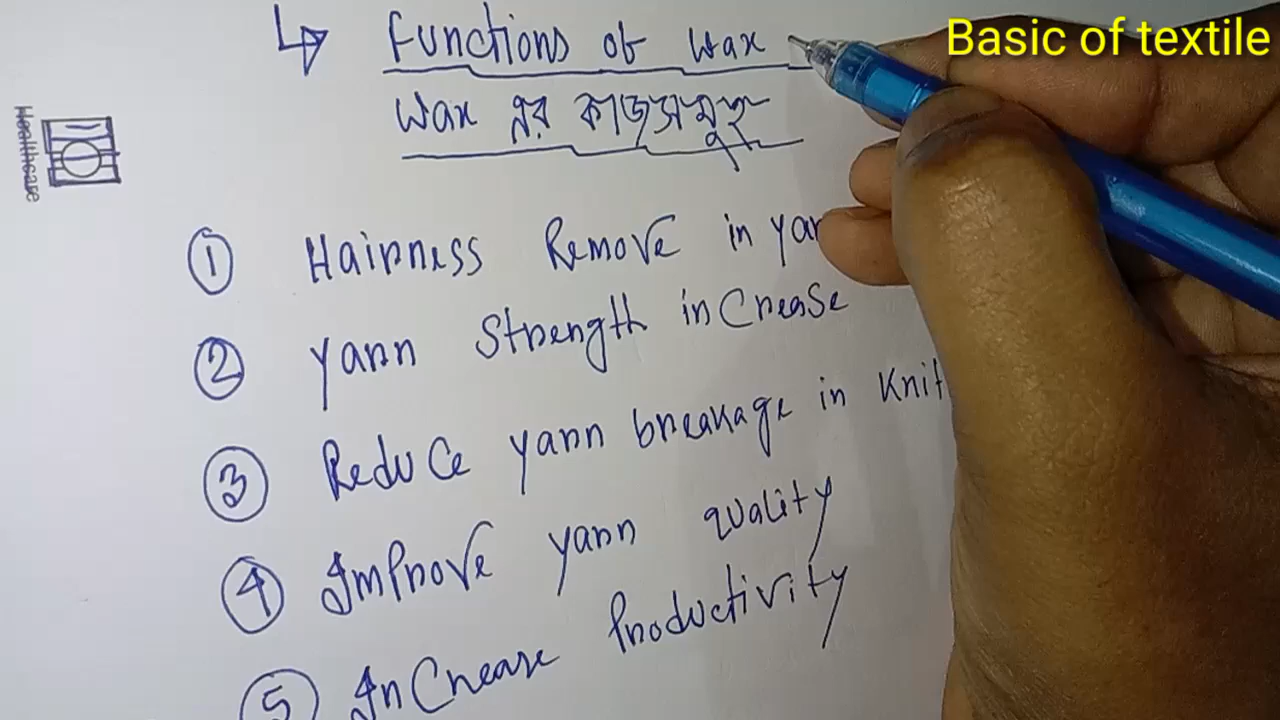 Basic of textile
Functions of wax
wax এর কাজসমূহ
Healthcare
① Hairness Remove in yar
② Yarn Strength inCrease
③ ReduCe yarn breakage in Knit
④ Improve yarn quality
⑤ InCrease Productivity